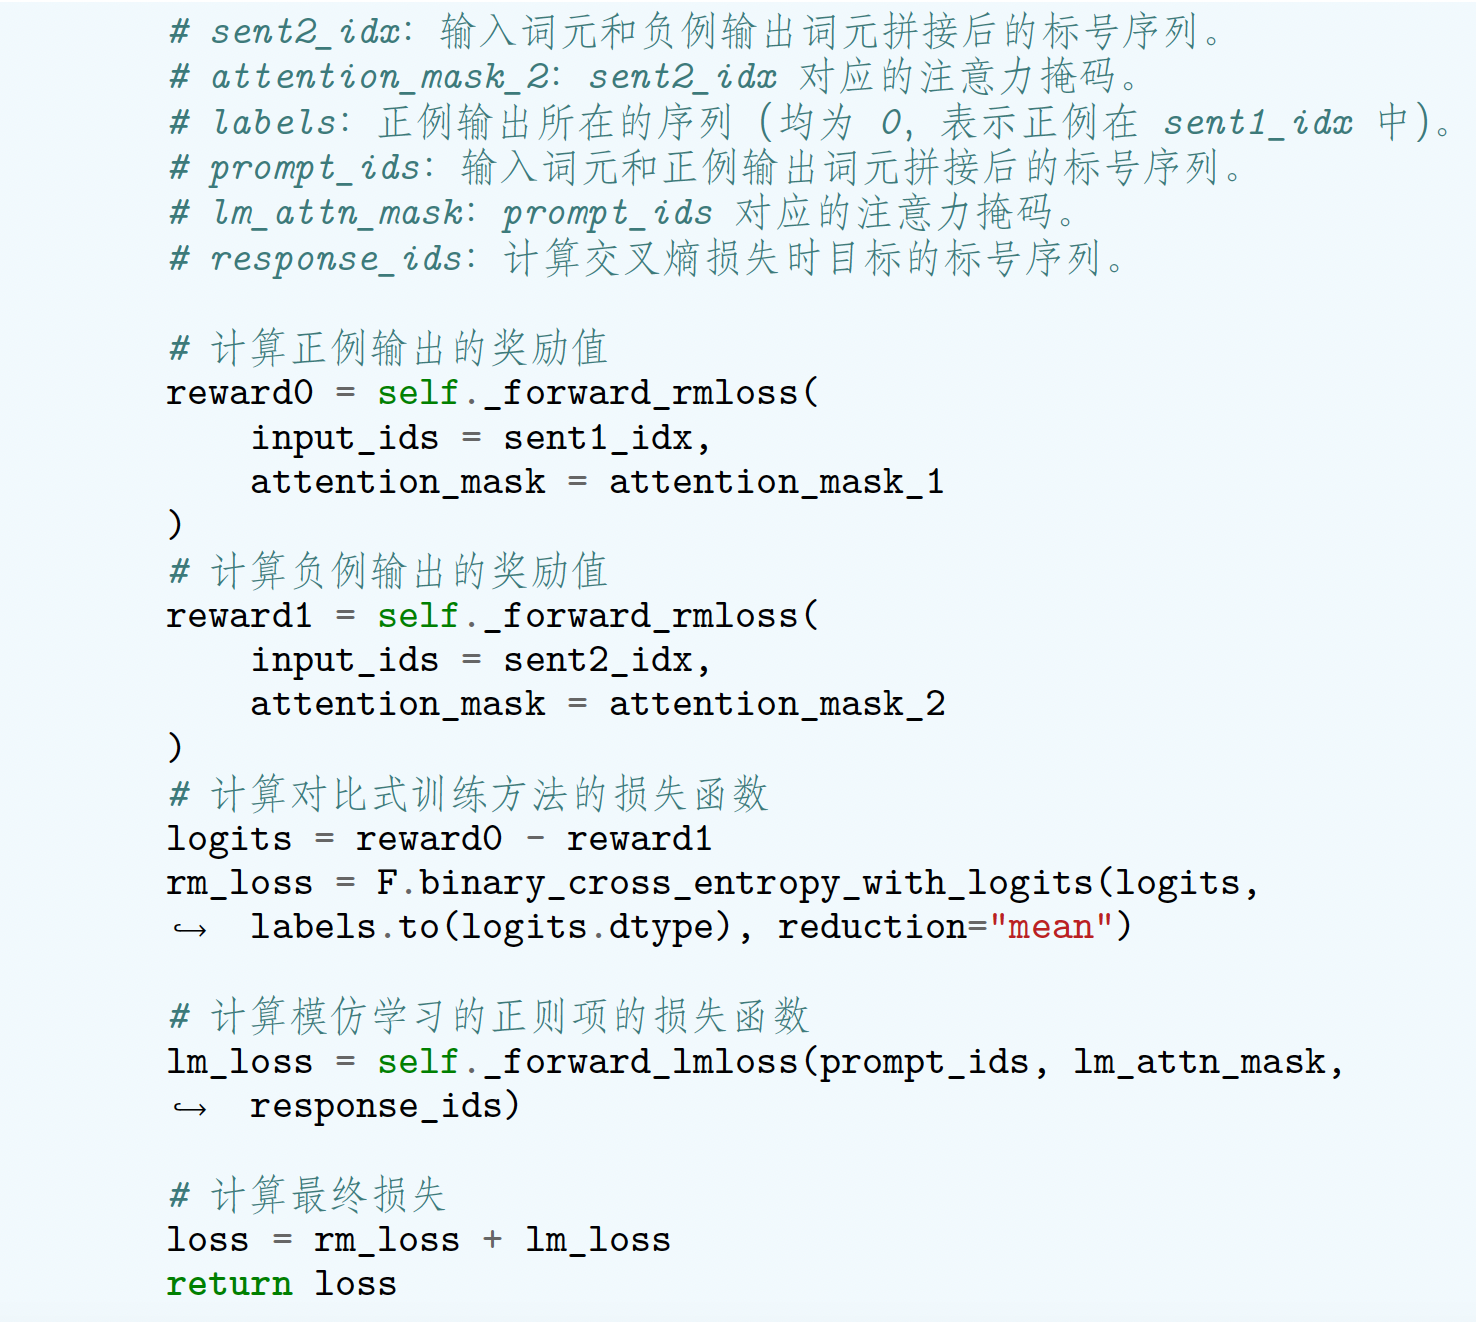 # sent2_idx: 输入词元和负例输出词元拼接后的标号序列。
# attention_mask_2: sent2_idx 对应的注意力掩码。
# labels: 正例输出所在的序列 (均为 0, 表示正例在 sent1_idx 中)。
# prompt_ids: 输入词元和正例输出词元拼接后的标号序列。
# lm_attn_mask: prompt_ids 对应的注意力掩码。
# response_ids: 计算交叉熵损失时目标的标号序列。

# 计算正例输出的奖励值
reward0 = self._forward_rmloss(
    input_ids = sent1_idx,
    attention_mask = attention_mask_1
)
# 计算负例输出的奖励值
reward1 = self._forward_rmloss(
    input_ids = sent2_idx,
    attention_mask = attention_mask_2
)
# 计算对比式训练方法的损失函数
logits = reward0 - reward1
rm_loss = F.binary_cross_entropy_with_logits(logits,
↪ labels.to(logits.dtype), reduction="mean")

# 计算模仿学习的正则项的损失函数
lm_loss = self._forward_lmloss(prompt_ids, lm_attn_mask,
↪ response_ids)

# 计算最终损失
loss = rm_loss + lm_loss
return loss